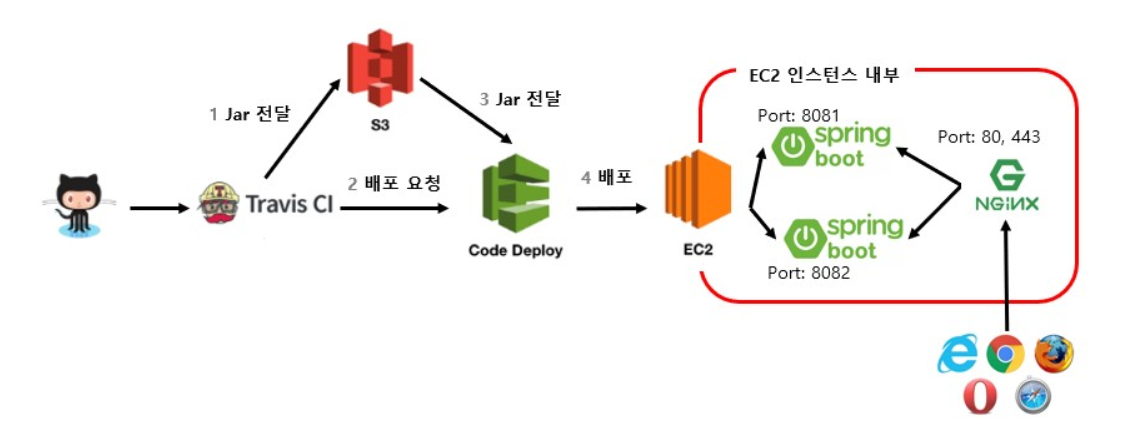 EC2 인스턴스 내부
1 Jar 전달
S3
3 Jar 전달
Port: 8081
spring
boot
Port: 80, 443
NGiNX
Travis CI
2 배포 요청
Code Deploy
4 배포
EC2
spring
boot
Port: 8082